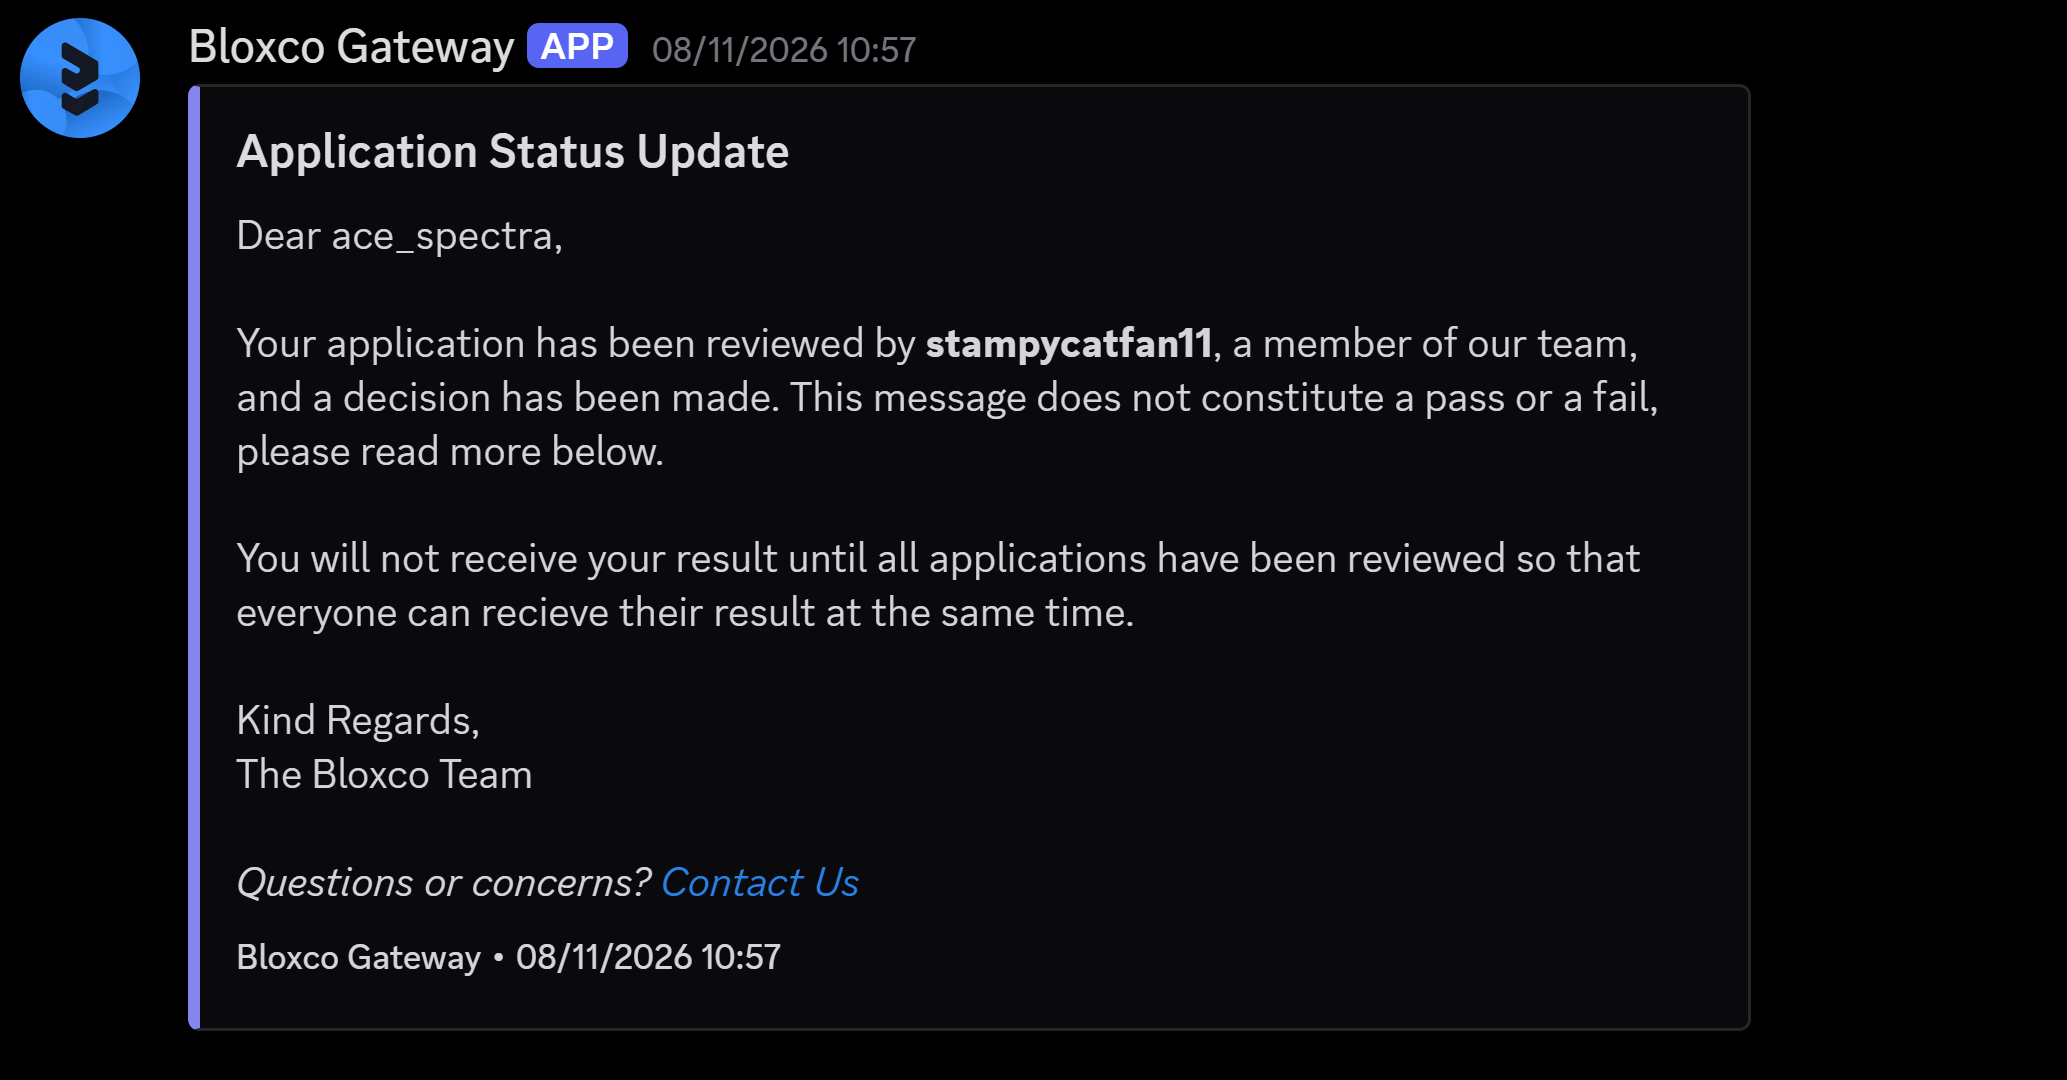 Bloxco Gateway APP 08/11/2026 10:57
Application Status Update
Dear ace_spectra,
Your application has been reviewed by stampycatfan11, a member of our team,
and a decision has been made. This message does not constitute a pass or a fail,
please read more below.
You will not receive your result until all applications have been reviewed so that
everyone can recieve their result at the same time.
Kind Regards,
The Bloxco Team
Questions or concerns? Contact Us
Bloxco Gateway • 08/11/2026 10:57